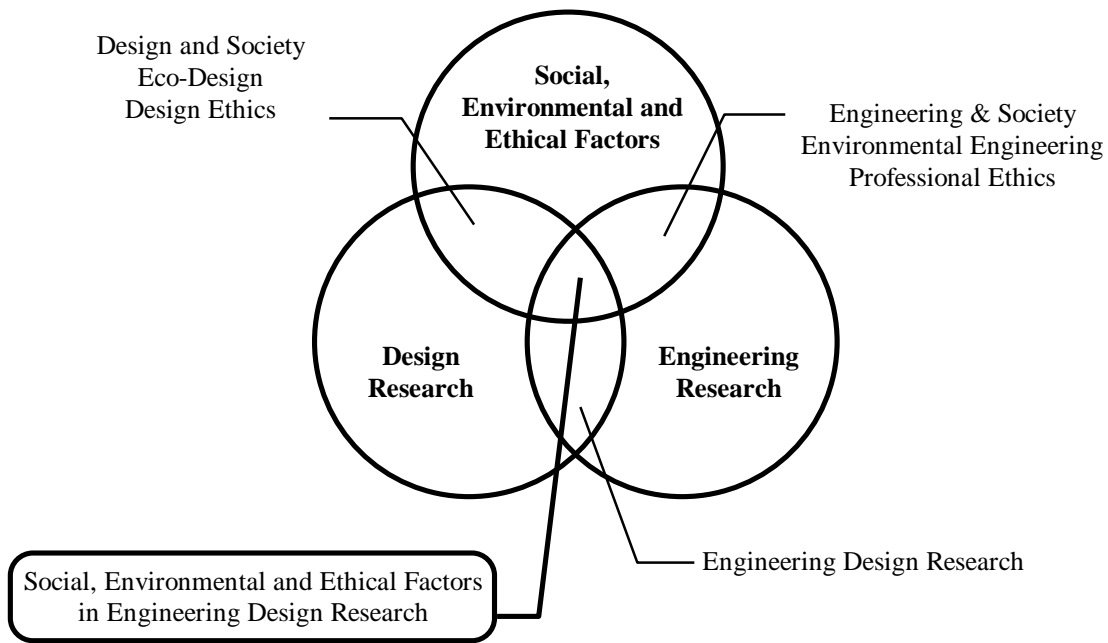 Design and Society
Eco-Design
Design Ethics
Social,
Environmental and
Ethical Factors
Engineering & Society
Environmental Engineering
Professional Ethics
Design
Research
Engineering
Research
Engineering Design Research
Social, Environmental and Ethical Factors
in Engineering Design Research